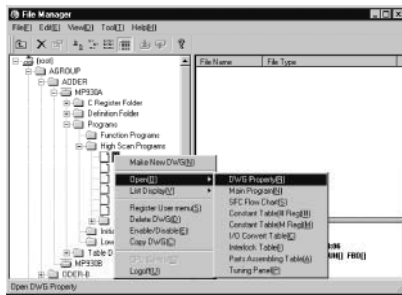 File Manager
File(F) Edit(E) View(D) Tool(T) Help(H)
File Name File Type
(root)
AGROUP
ADDER
MP930A
C Register Folder
Definition Folder
Programs
Function Programs
High Scan Programs
Make New DWG(N)
Open(O) DWG Property(R)
List Display(V) Main Program(N)
SFC Flow Chart(S)
Register User menu(S) Constant Table(# Reg)(H)
Delete DWG(D) Constant Table(M Reg)(M)
Enable/Disable(E) I/O Convert Table(C)
Copy DWG(C) Interlock Table(I)
Parts Assembling Table(A)
Logoff(U) Tuning Panel(P)
Initia
Low
Table D
MP930B
ODER-B
Open DWG Property